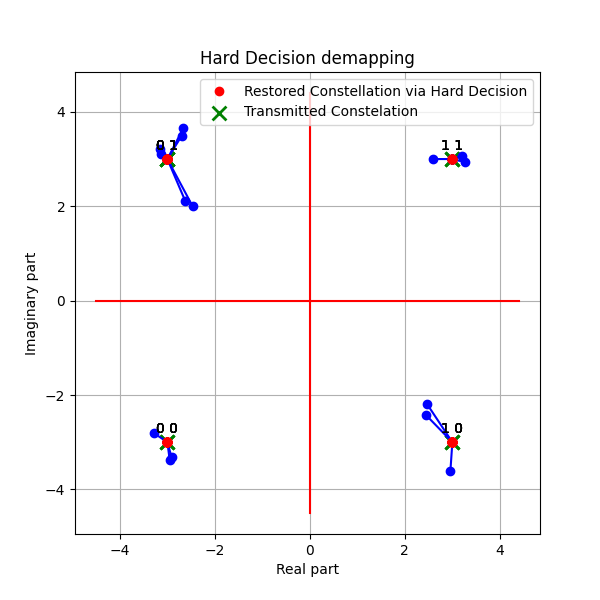 Hard Decision demapping
Restored Constellation via Hard Decision
Transmitted Constelation
4
2
0
−2
−4
0 1
1 1
0 0
1 0
−4 −2 0 2 4
Imaginary part
Real part